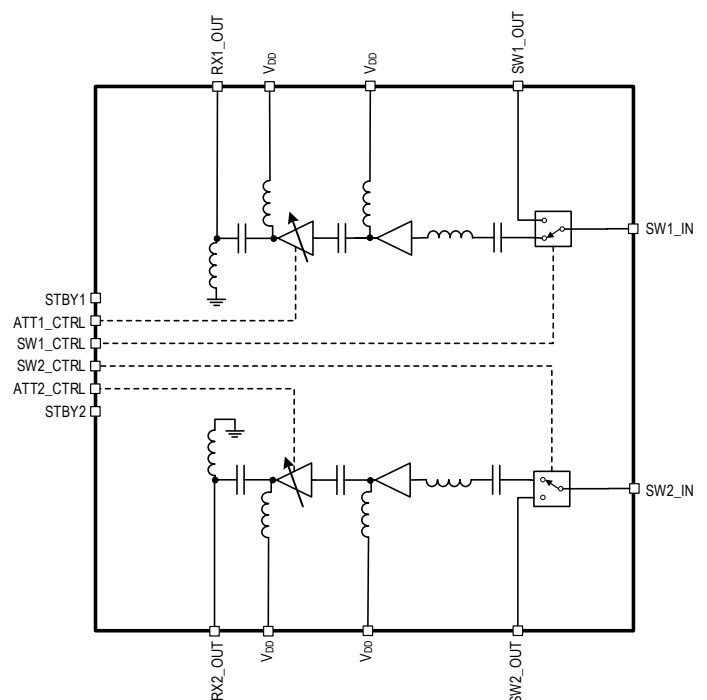 RX1_OUT
VDD
VDD
SW1_OUT
SW1_IN
STBY1
ATT1_CTRL
SW1_CTRL
SW2_CTRL
ATT2_CTRL
STBY2
SW2_IN
RX2_OUT
VDD
VDD
SW2_OUT